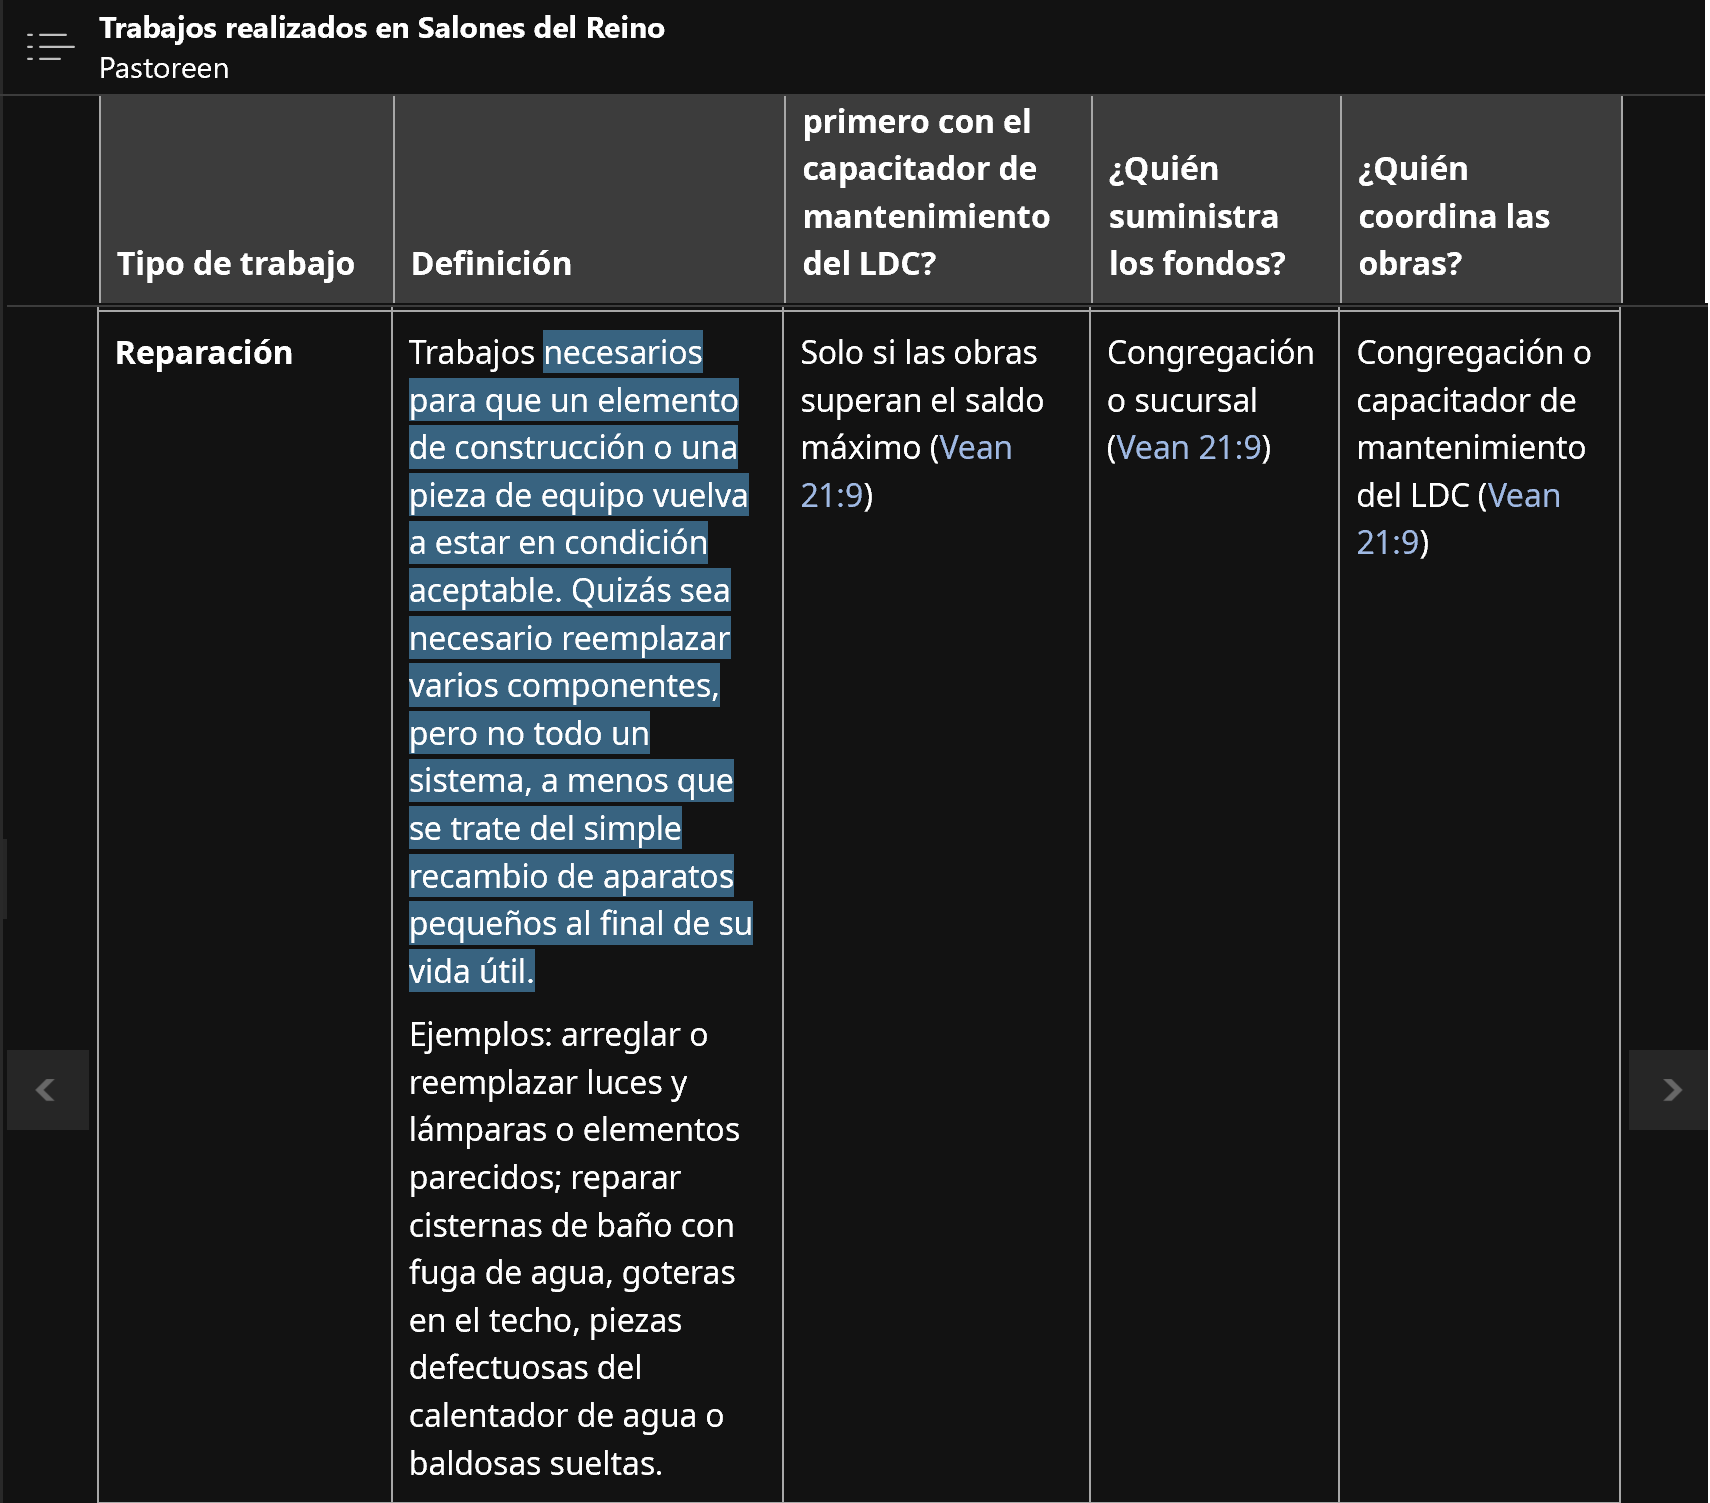 Trabajos realizados en Salones del Reino
Pastoreen
Tipo de trabajo
Definición
primero con el
capacitador de
mantenimiento
del LDC?
¿Quién
suministra
los fondos?
¿Quién
coordina las
obras?
Reparación
Trabajos necesarios
para que un elemento
de construcción o una
pieza de equipo vuelva
a estar en condición
aceptable. Quizás sea
necesario reemplazar
varios componentes,
pero no todo un
sistema, a menos que
se trate del simple
recambio de aparatos
pequeños al final de su
vida útil.
Ejemplos: arreglar o
reemplazar luces y
lámparas o elementos
parecidos; reparar
cisternas de baño con
fuga de agua, goteras
en el techo, piezas
defectuosas del
calentador de agua o
baldosas sueltas.
Solo si las obras
superan el saldo
máximo (Vean
21:9)
Congregación
o sucursal
(Vean 21:9)
Congregación o
capacitador de
mantenimiento
del LDC (Vean
21:9)